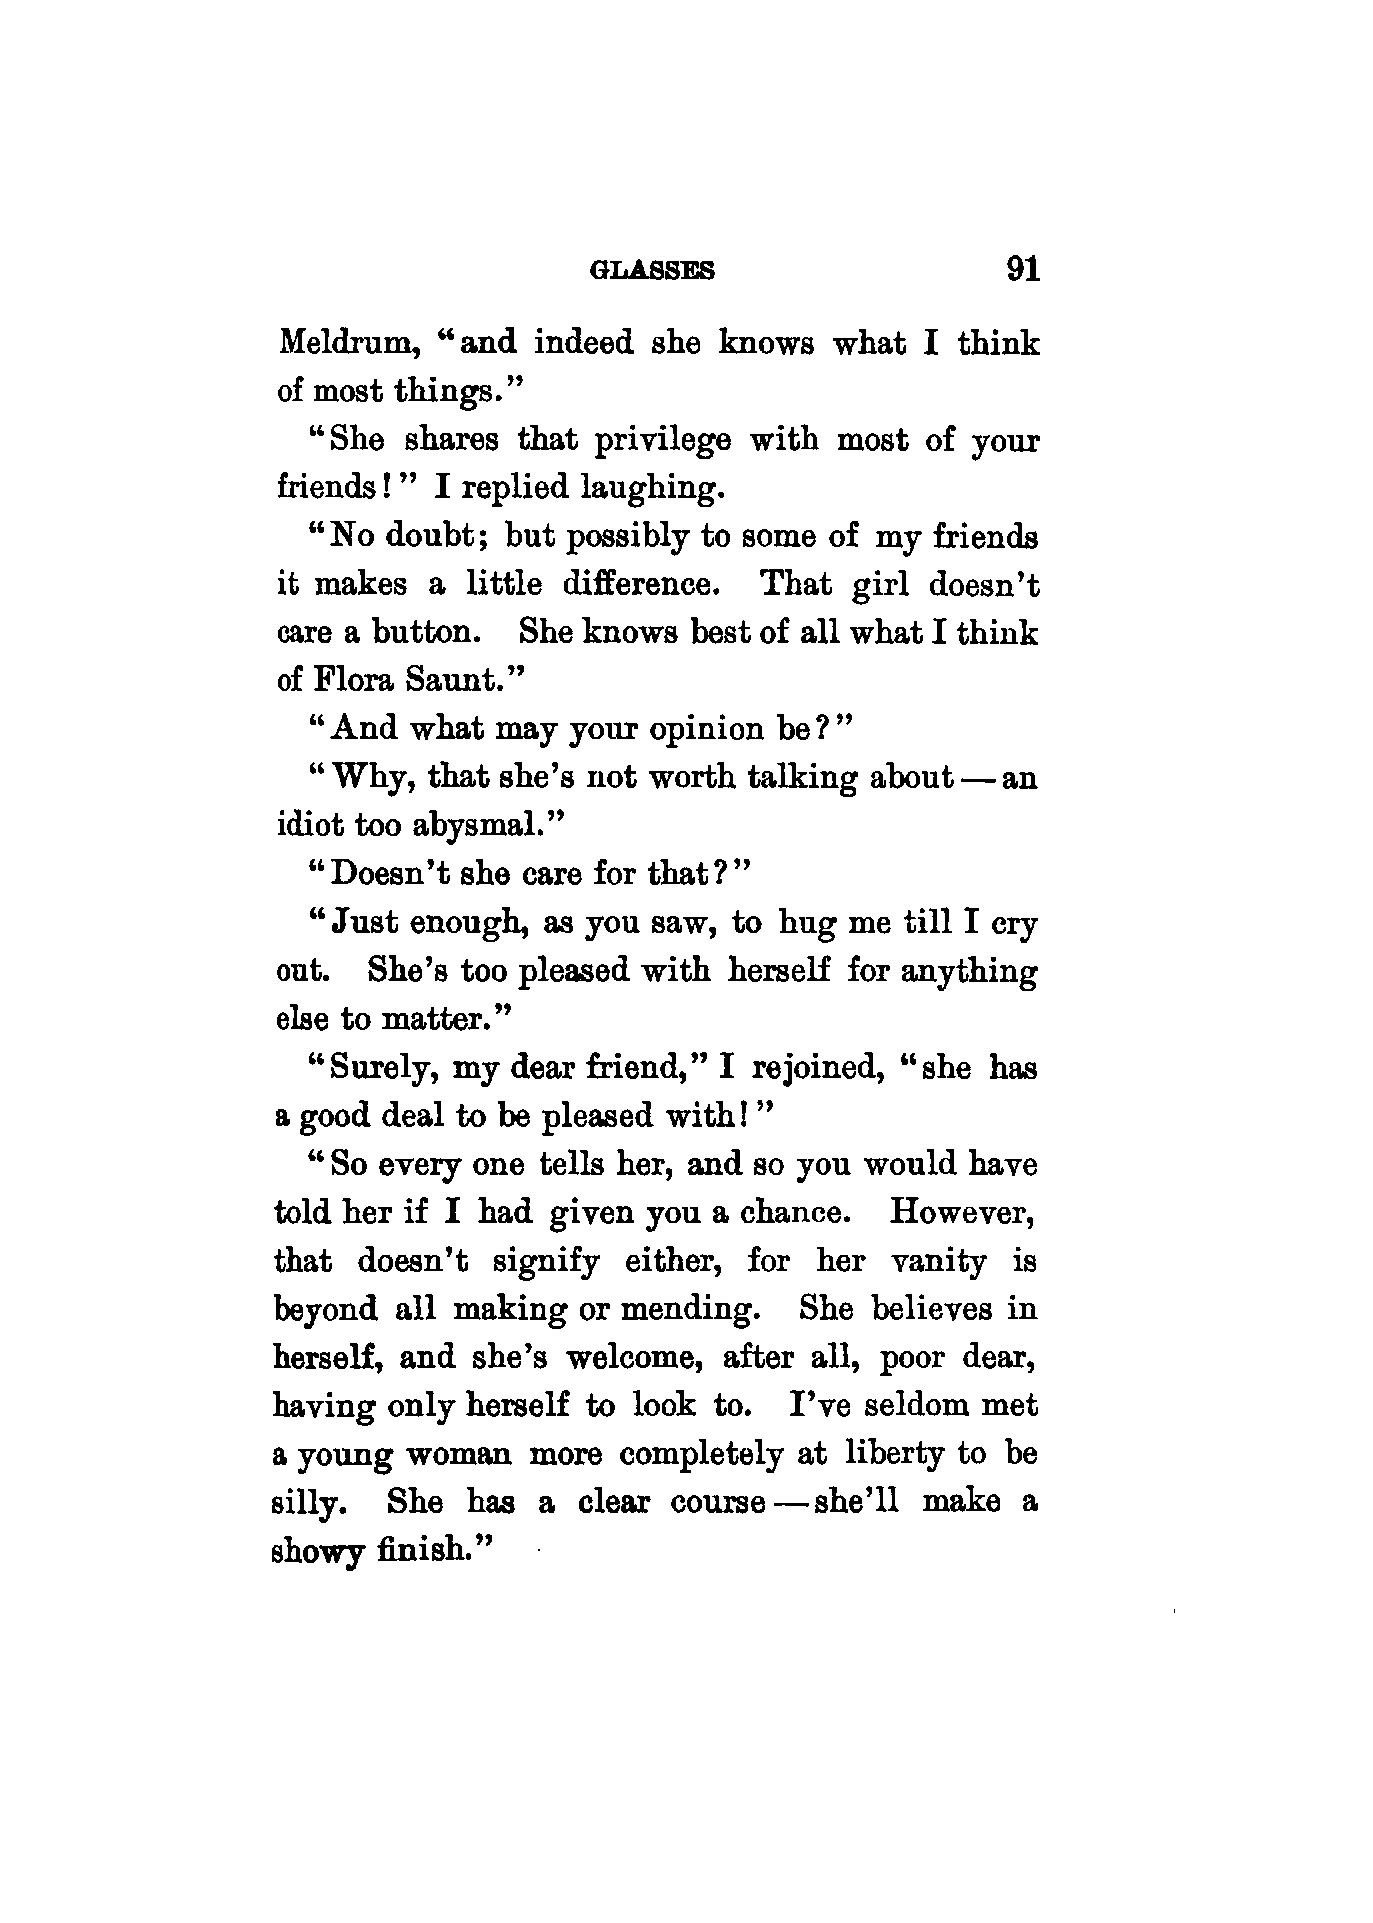 GLASSES 91
Meldrum, “and indeed she knows what I think
of most things.”
“She shares that privilege with most of your
friends!” I replied laughing.
“No doubt; but possibly to some of my friends
it makes a little difference. That girl doesn’t
care a button. She knows best of all what I think
of Flora Saunt.”
“And what may your opinion be?”
“Why, that she’s not worth talking about — an
idiot too abysmal.”
“Doesn’t she care for that?”
“Just enough, as you saw, to hug me till I cry
out. She’s too pleased with herself for anything
else to matter.”
“Surely, my dear friend,” I rejoined, “she has
a good deal to be pleased with!”
“So every one tells her, and so you would have
told her if I had given you a chance. However,
that doesn’t signify either, for her vanity is
beyond all making or mending. She believes in
herself, and she’s welcome, after all, poor dear,
having only herself to look to. I’ve seldom met
a young woman more completely at liberty to be
silly. She has a clear course — she’ll make a
showy finish.”